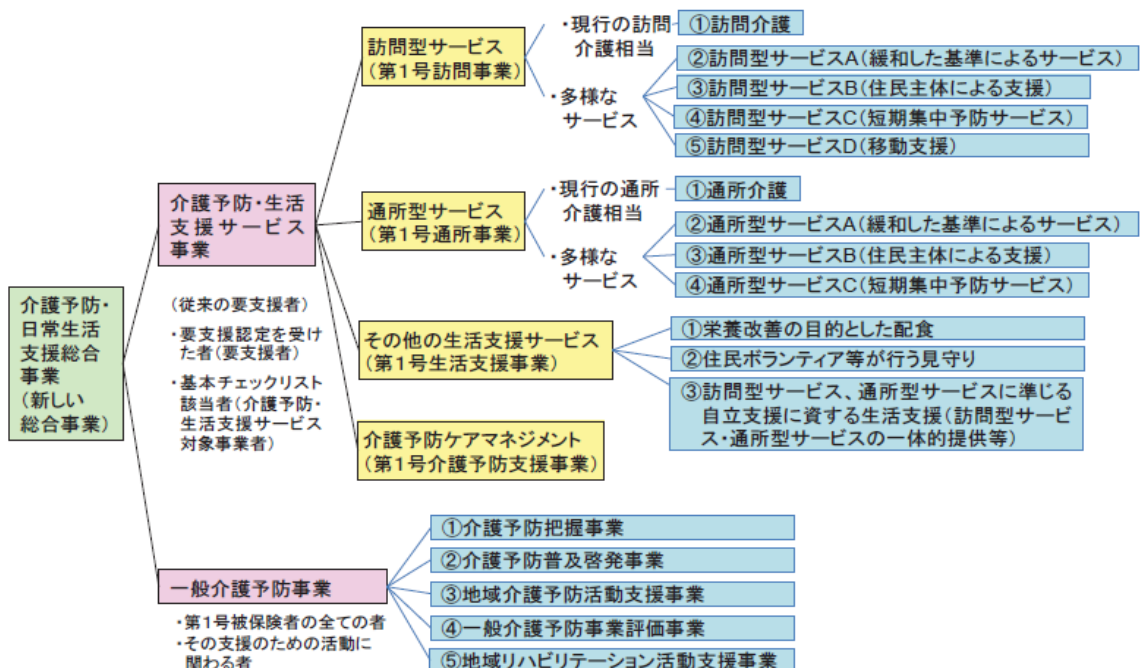 介護予防・
日常生活
支援総合
事業
(新しい
総合事業)
介護予防・生活
支援サービス
事業
(従来の要支援者)
・要支援認定を受け
た者(要支援者)
・基本チェックリスト
該当者(介護予防・
生活支援サービス
対象事業者)
訪問型サービス
(第1号訪問事業)
・現行の訪問
介護相当
①訪問介護
・多様な
サービス
②訪問型サービスA(緩和した基準によるサービス)
③訪問型サービスB(住民主体による支援)
④訪問型サービスC(短期集中予防サービス)
⑤訪問型サービスD(移動支援)
通所型サービス
(第1号通所事業)
・現行の通所
介護相当
①通所介護
・多様な
サービス
②通所型サービスA(緩和した基準によるサービス)
③通所型サービスB(住民主体による支援)
④通所型サービスC(短期集中予防サービス)
その他の生活支援サービス
(第1号生活支援事業)
①栄養改善の目的とした配食
②住民ボランティア等が行う見守り
③訪問型サービス、通所型サービスに準じる
自立支援に資する生活支援(訪問型サービ
ス・通所型サービスの一体的提供等)
介護予防ケアマネジメント
(第1号介護予防支援事業)
一般介護予防事業
・第1号被保険者の全ての者
・その支援のための活動に
関わる者
①介護予防把握事業
②介護予防普及啓発事業
③地域介護予防活動支援事業
④一般介護予防事業評価事業
⑤地域リハビリテーション活動支援事業